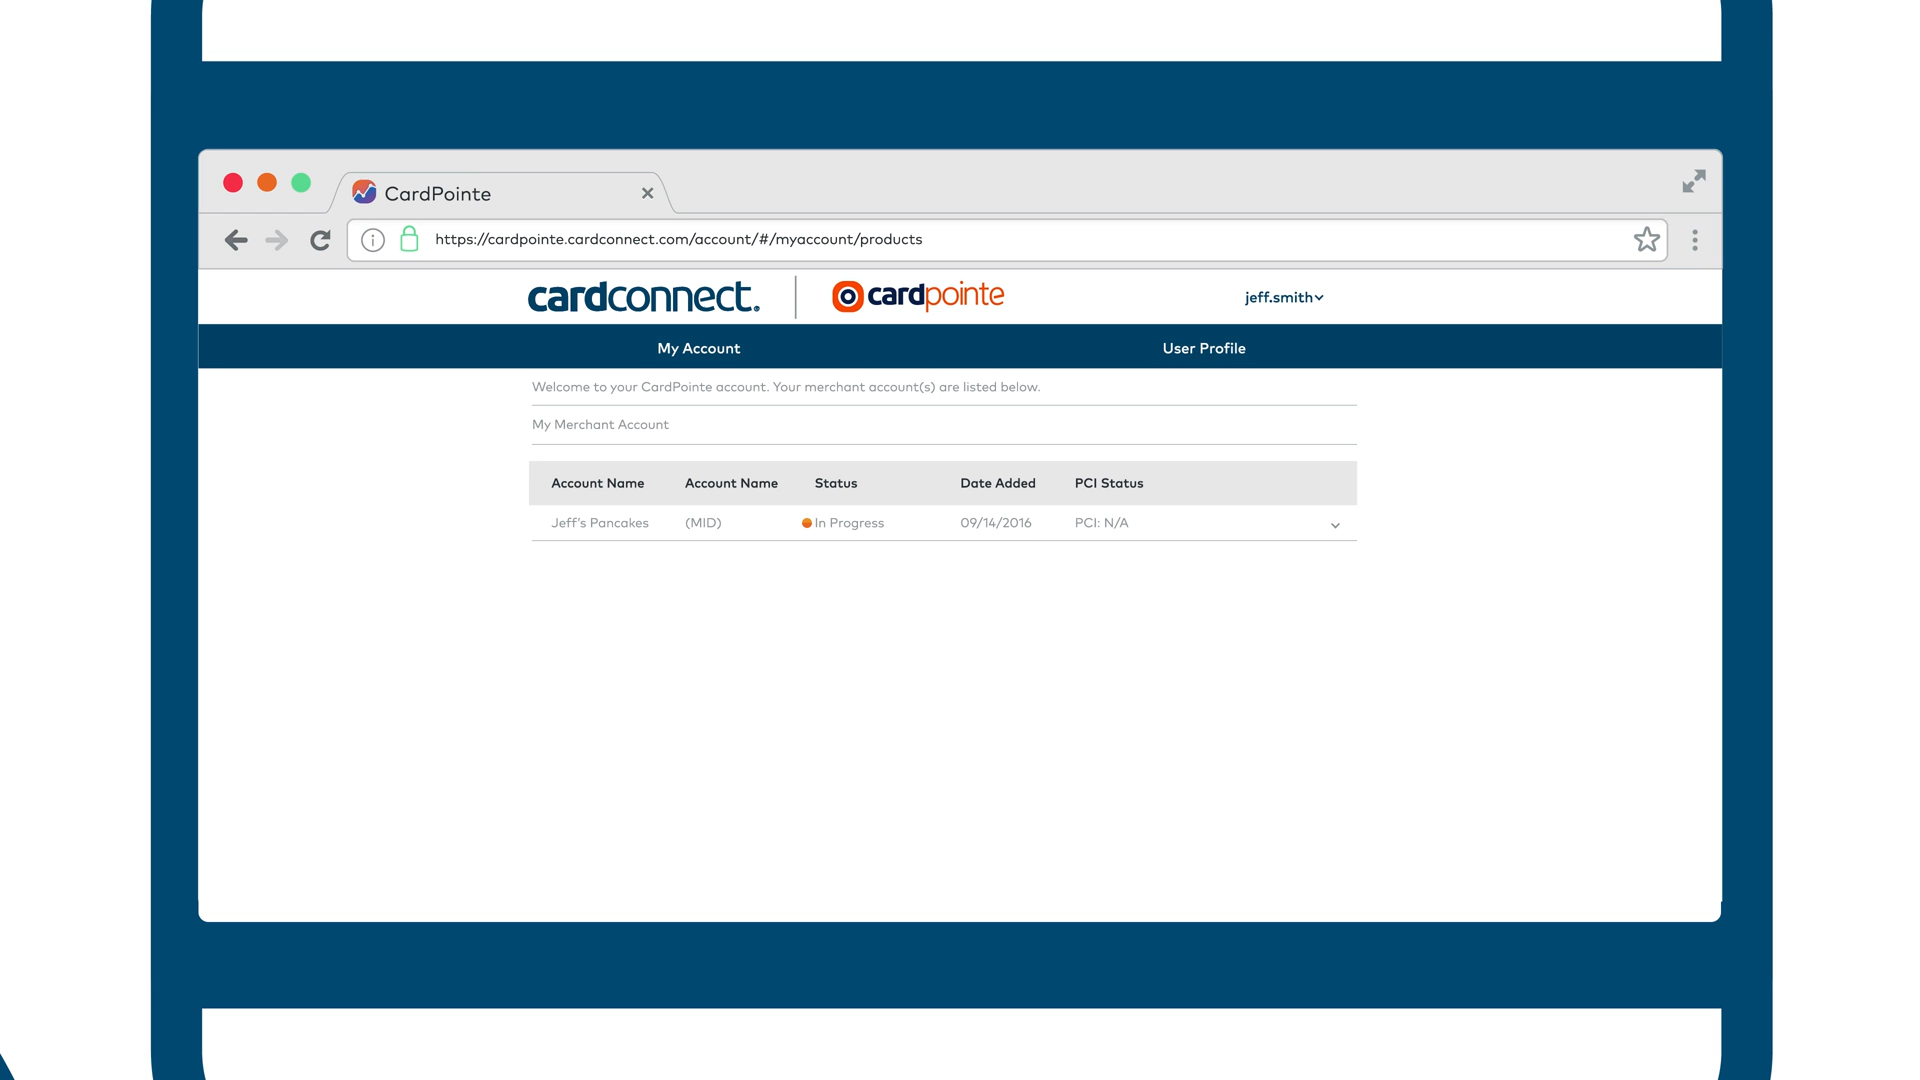 CardPointe
https://cardpointe.cardconnect.com/account/#/myaccount/products
cardconnect. cardpointe jeff.smith
My Account User Profile
Welcome to your CardPointe account. Your merchant account(s) are listed below.
My Merchant Account
Account Name Account Name Status Date Added PCI Status
Jeff's Pancakes (MID) In Progress 09/14/2016 PCI: N/A